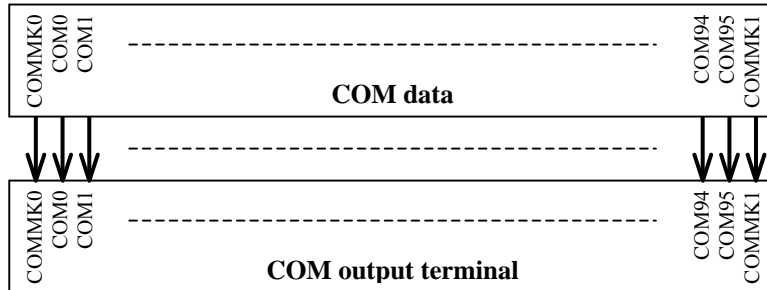 COMMK0
COM0
COM1
COM94
COM95
COMMK1
COM data
COMMK0
COM0
COM1
COM94
COM95
COMMK1
COM output terminal